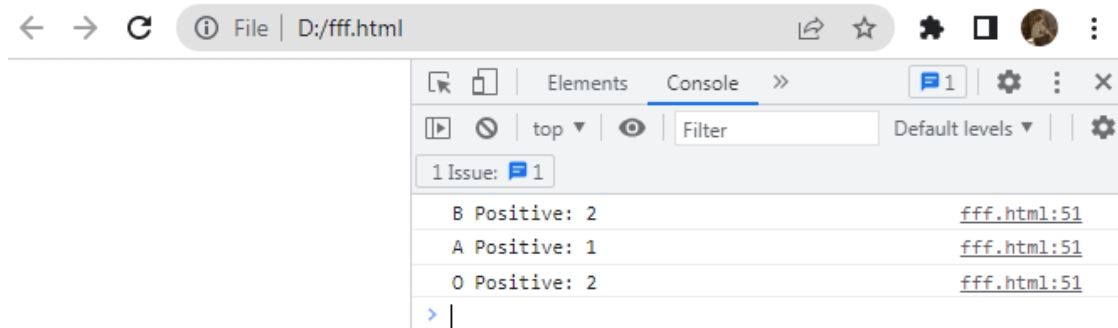 File D:/fff.html
Elements Console 1
top Filter Default levels
1 Issue: 1
B Positive: 2 fff.html:51
A Positive: 1 fff.html:51
O Positive: 2 fff.html:51